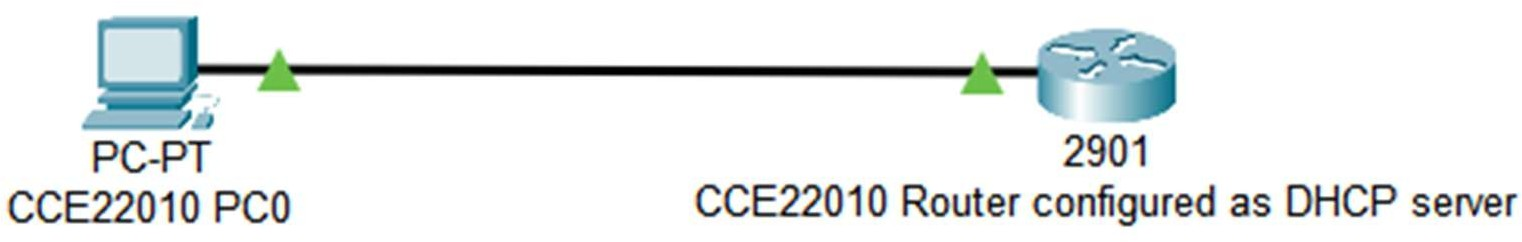 PC-PT
CCE22010 PC0
2901
CCE22010 Router configured as DHCP server